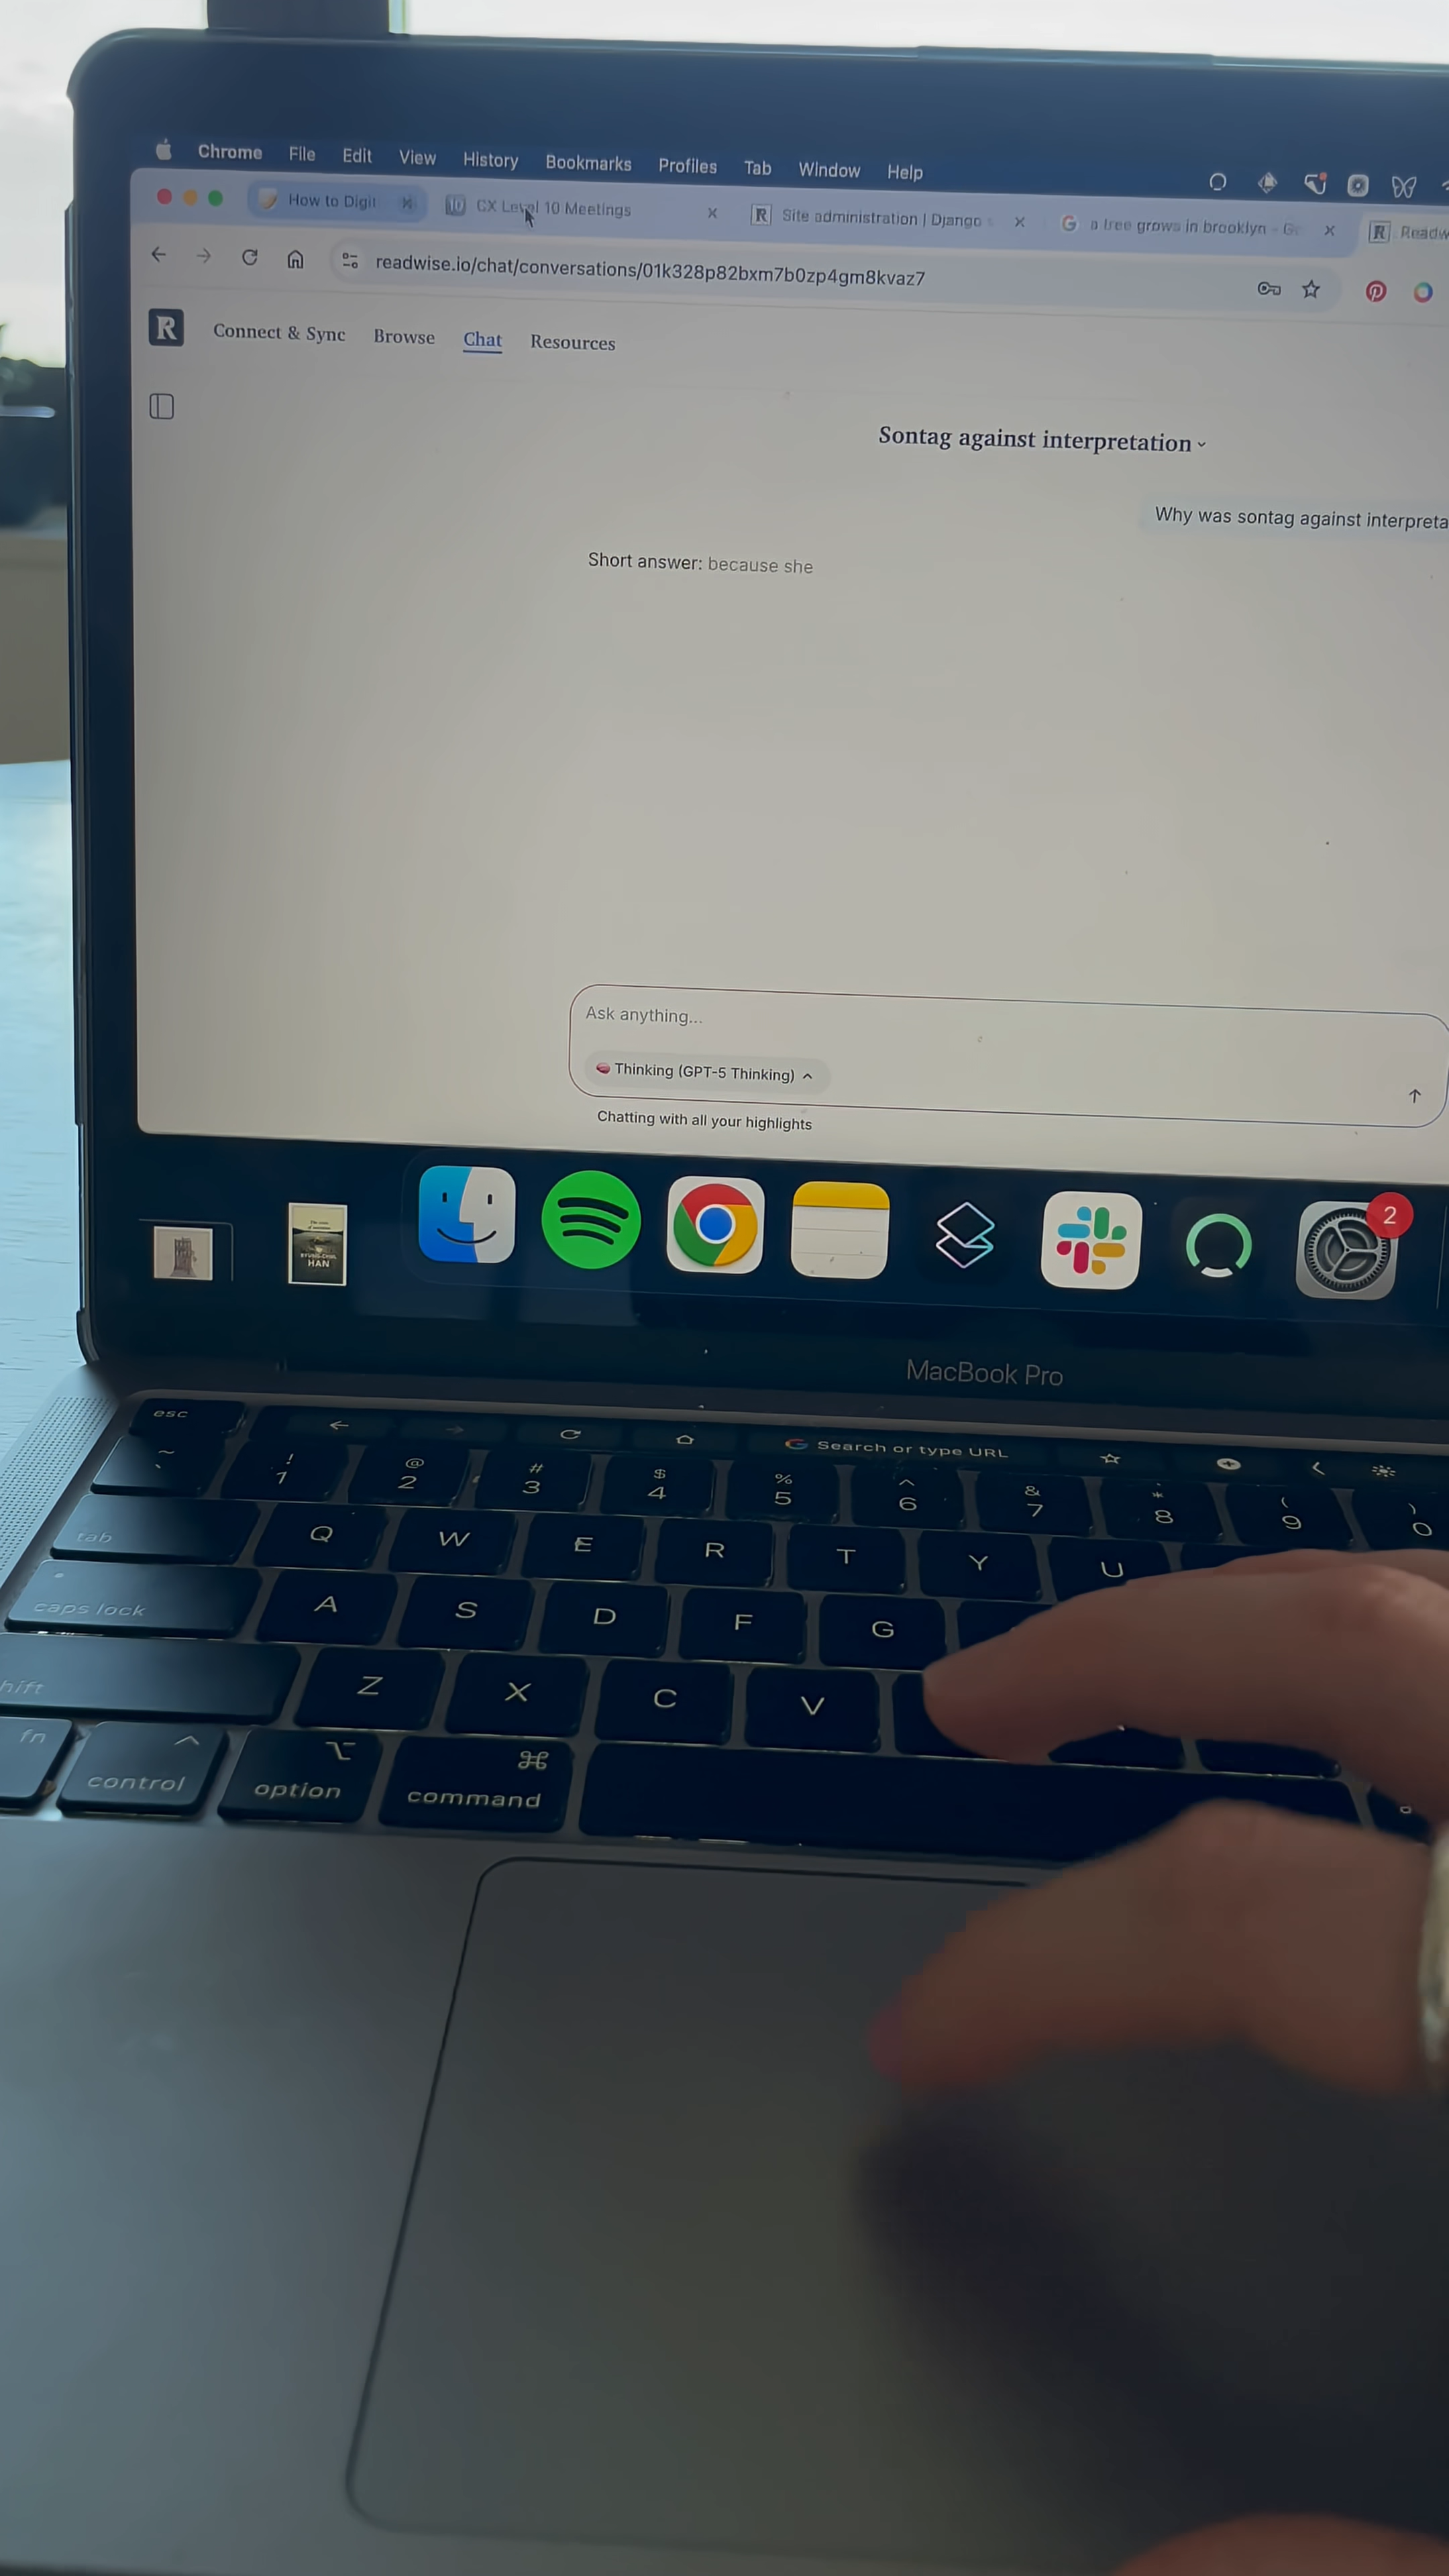 Chrome File Edit View History Bookmarks Profiles Tab Window Help
How to Digit CX Level 10 Meetings Site administration | Django a tree grows in brooklyn - Readw
readwise.io/chat/conversations/01k328p82bxm7b0zp4gm8kvaz7
R Connect & Sync Browse Chat Resources
Sontag against interpretation
Why was sontag against interpreta
Short answer: because she
Ask anything...
Thinking (GPT-5 Thinking)
Chatting with all your highlights
HAN
2
MacBook Pro
esc Search or type URL
~ ` ! 1 @ 2 # 3 $ 4 % 5 ^ 6 & 7 * 8 ( 9 ) 0
tab Q W E R T Y U
caps lock A S D F G
hift Z X C V
fn control option command